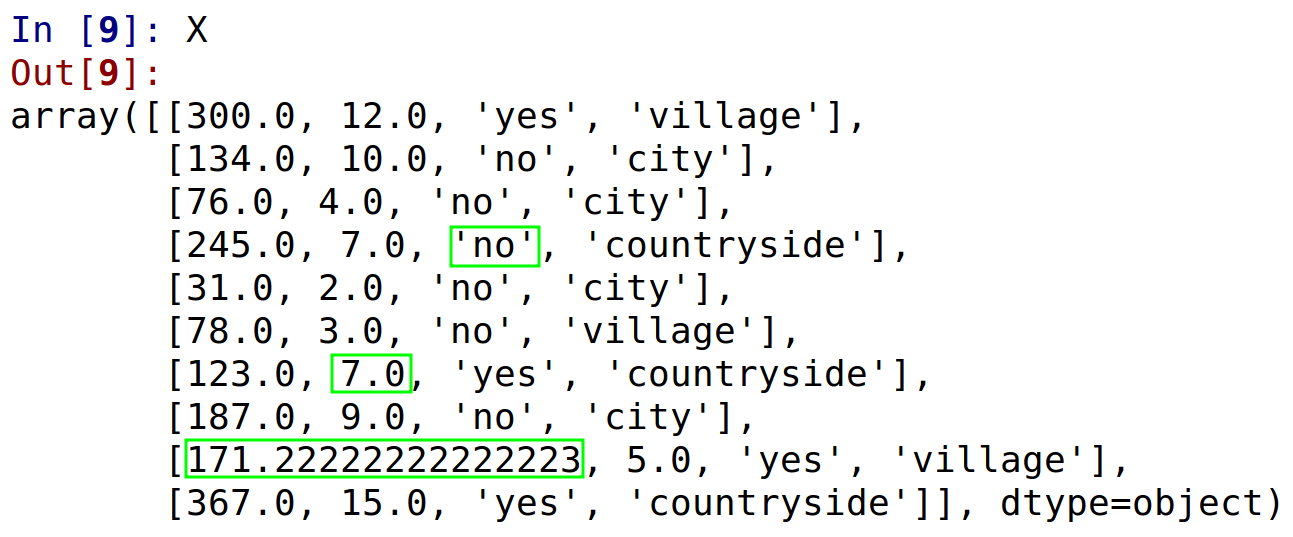 In [9]: X
Out[9]:
array([[300.0, 12.0, 'yes', 'village'],
       [134.0, 10.0, 'no', 'city'],
       [76.0, 4.0, 'no', 'city'],
       [245.0, 7.0, 'no', 'countryside'],
       [31.0, 2.0, 'no', 'city'],
       [78.0, 3.0, 'no', 'village'],
       [123.0, 7.0, 'yes', 'countryside'],
       [187.0, 9.0, 'no', 'city'],
       [171.22222222222223, 5.0, 'yes', 'village'],
       [367.0, 15.0, 'yes', 'countryside']], dtype=object)